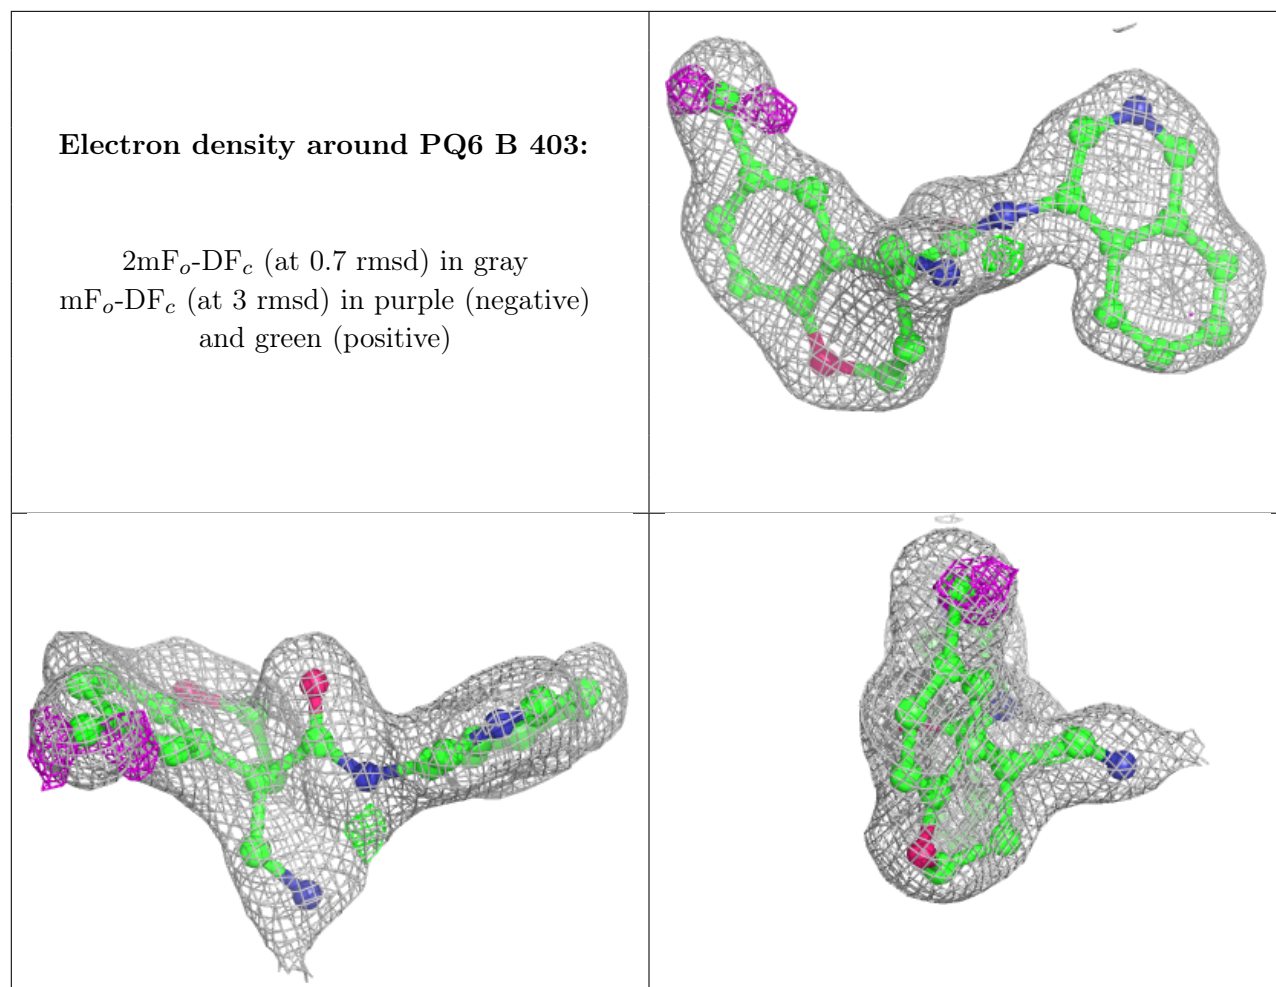 Electron density around PQ6 B 403:
2mFₒ-DF𝒸 (at 0.7 rmsd) in gray
mFₒ-DF𝒸 (at 3 rmsd) in purple (negative)
and green (positive)